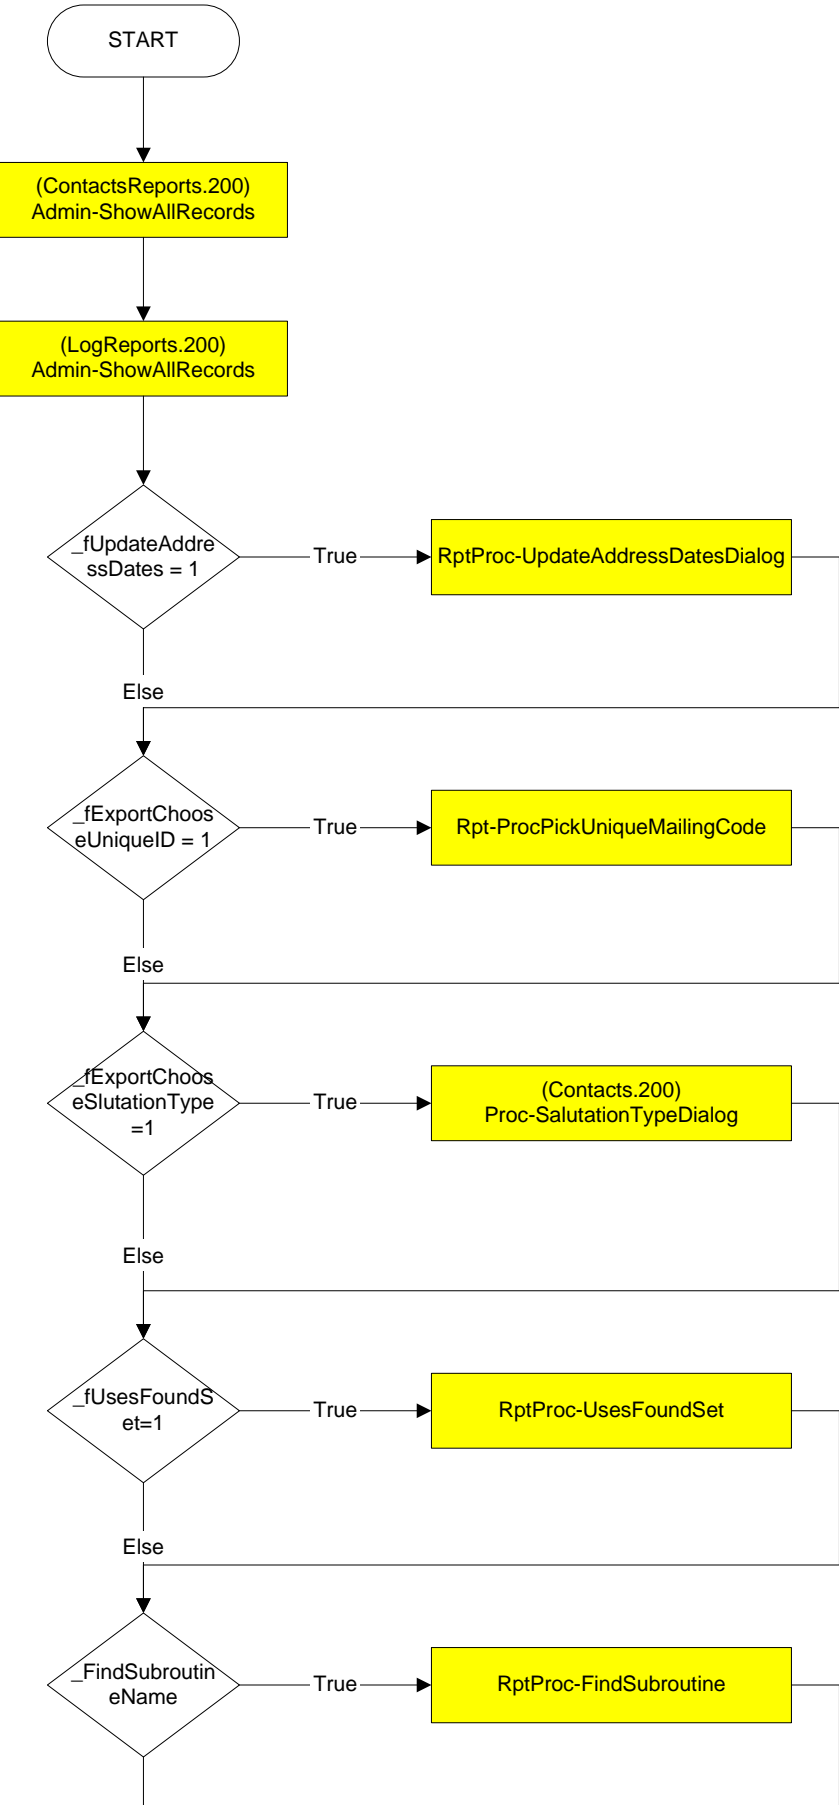 START
(ContactsReports.200)
Admin-ShowAllRecords
(LogReports.200)
Admin-ShowAllRecords
_fUpdateAddre
ssDates = 1
True
RptProc-UpdateAddressDatesDialog
Else
_fExportChoos
eUniqueID = 1
True
Rpt-ProcPickUniqueMailingCode
Else
_fExportChoos
eSlutationType
=1
True
(Contacts.200)
Proc-SalutationTypeDialog
Else
_fUsesFoundS
et=1
True
RptProc-UsesFoundSet
Else
_FindSubroutin
eName
True
RptProc-FindSubroutine